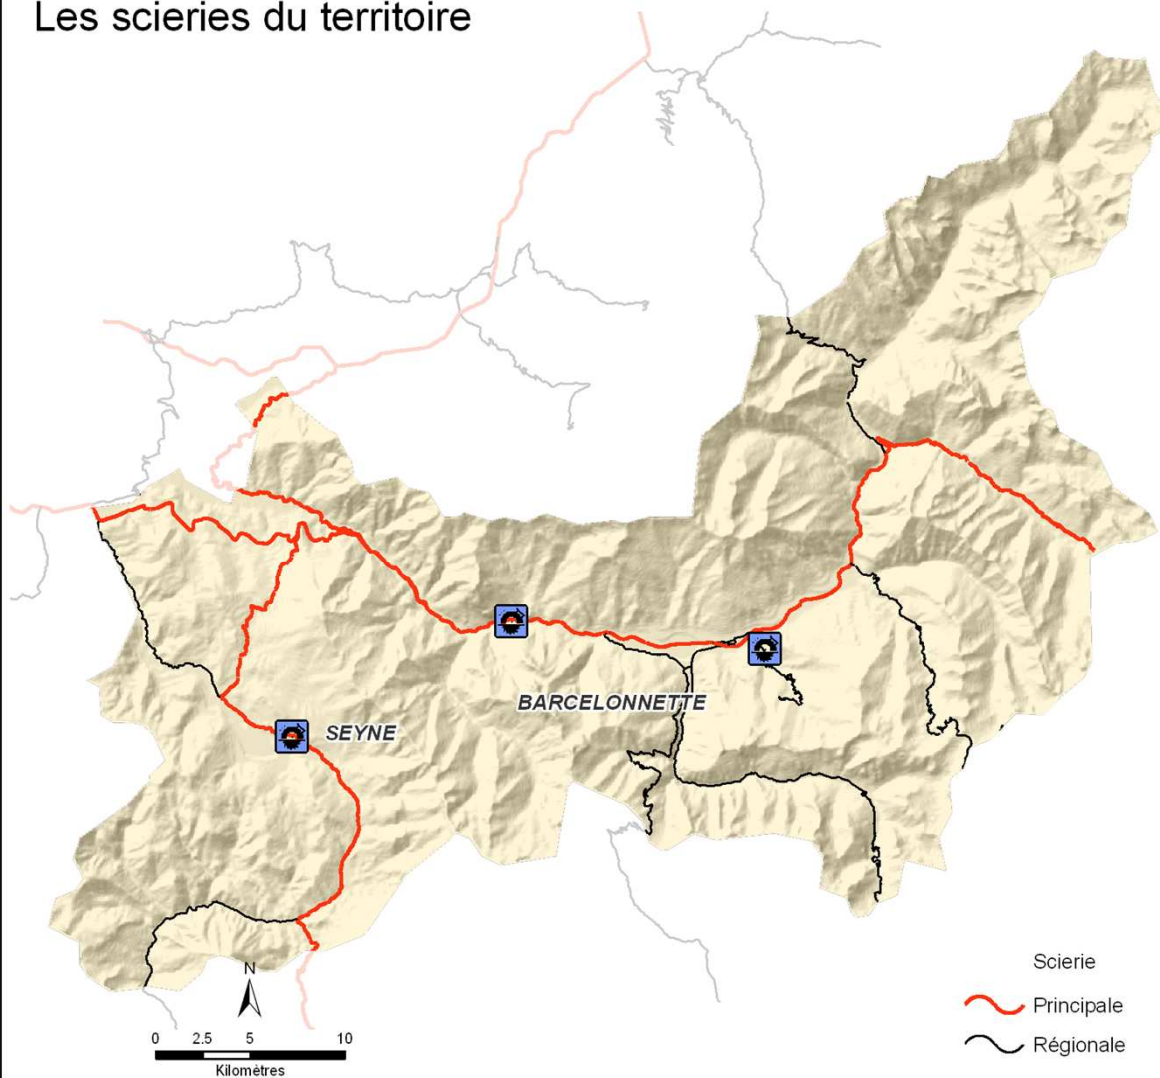 Les scieries du territoire
BARCELONNETTE
SEYNE
Scierie
Principale
Régionale
N
0 2.5 5 10
Kilomètres